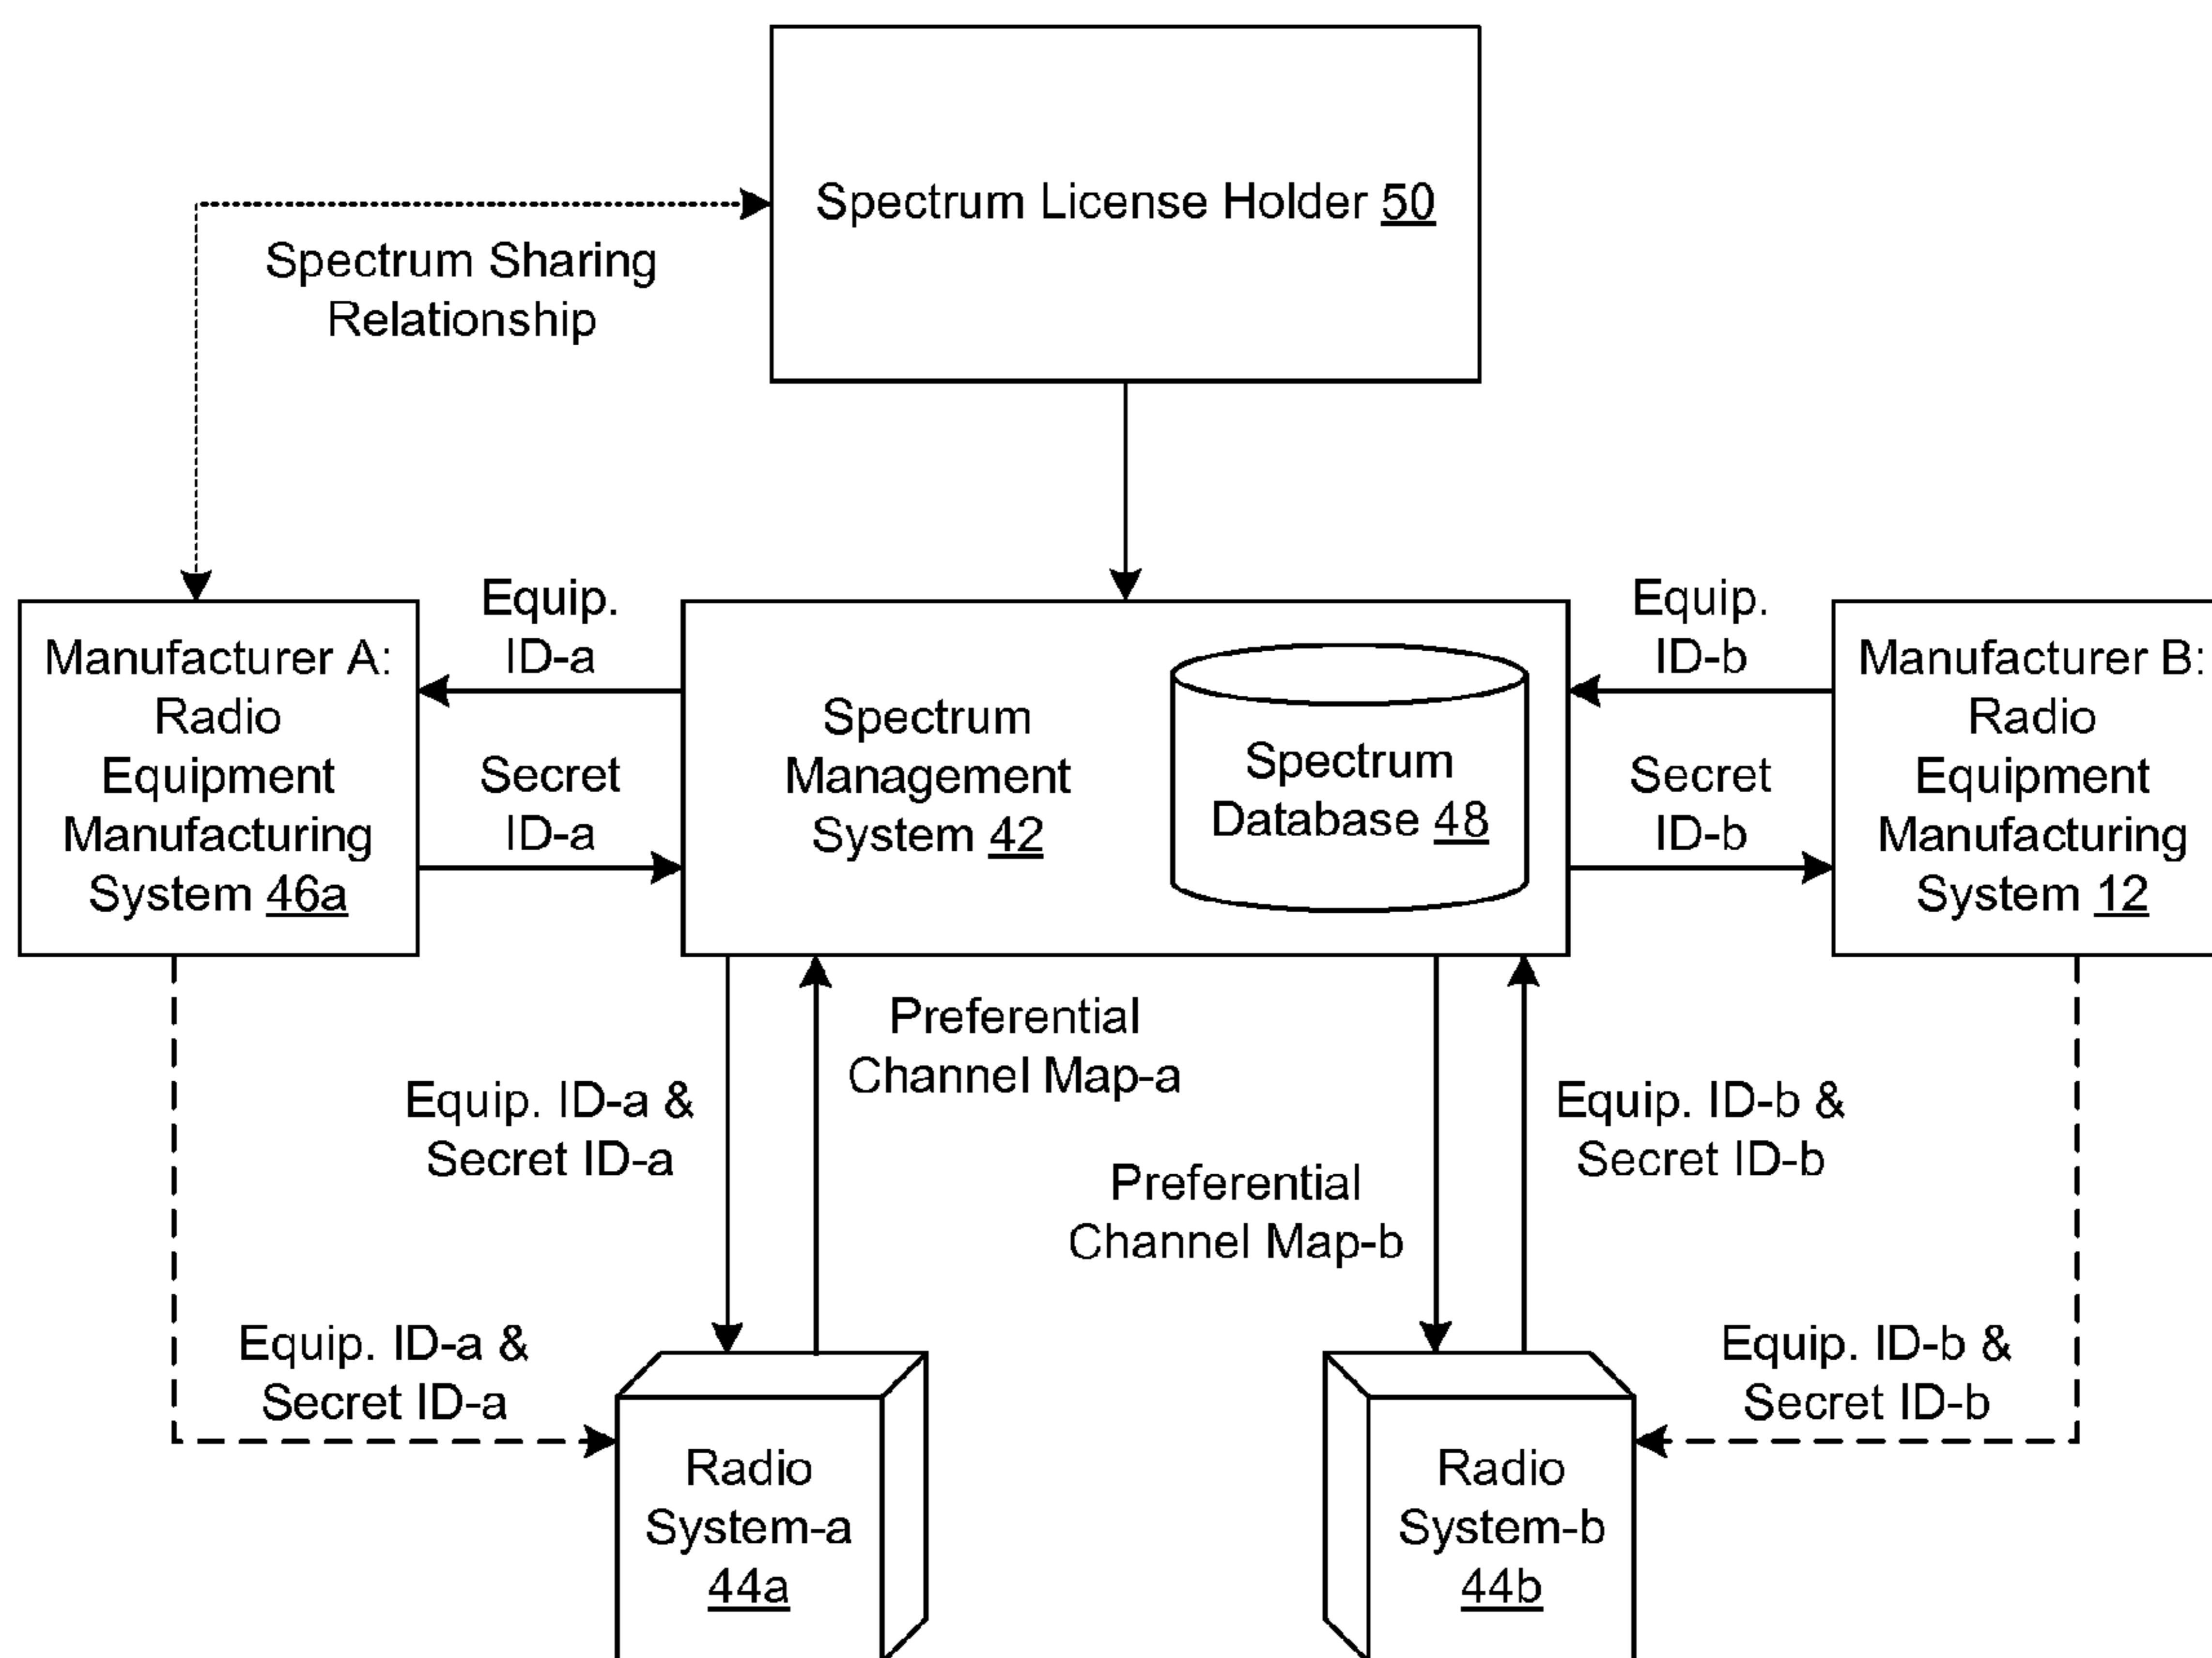 Spectrum License Holder 50
Spectrum Sharing
Relationship
Manufacturer A:
Radio
Equipment
Manufacturing
System 46a
Equip.
ID-a
Secret
ID-a
Spectrum
Management
System 42
Spectrum
Database 48
Equip.
ID-b
Secret
ID-b
Manufacturer B:
Radio
Equipment
Manufacturing
System 12
Equip. ID-a &
Secret ID-a
Preferential
Channel Map-a
Preferential
Channel Map-b
Equip. ID-b &
Secret ID-b
Equip. ID-a &
Secret ID-a
Equip. ID-b &
Secret ID-b
Radio
System-a
44a
Radio
System-b
44b